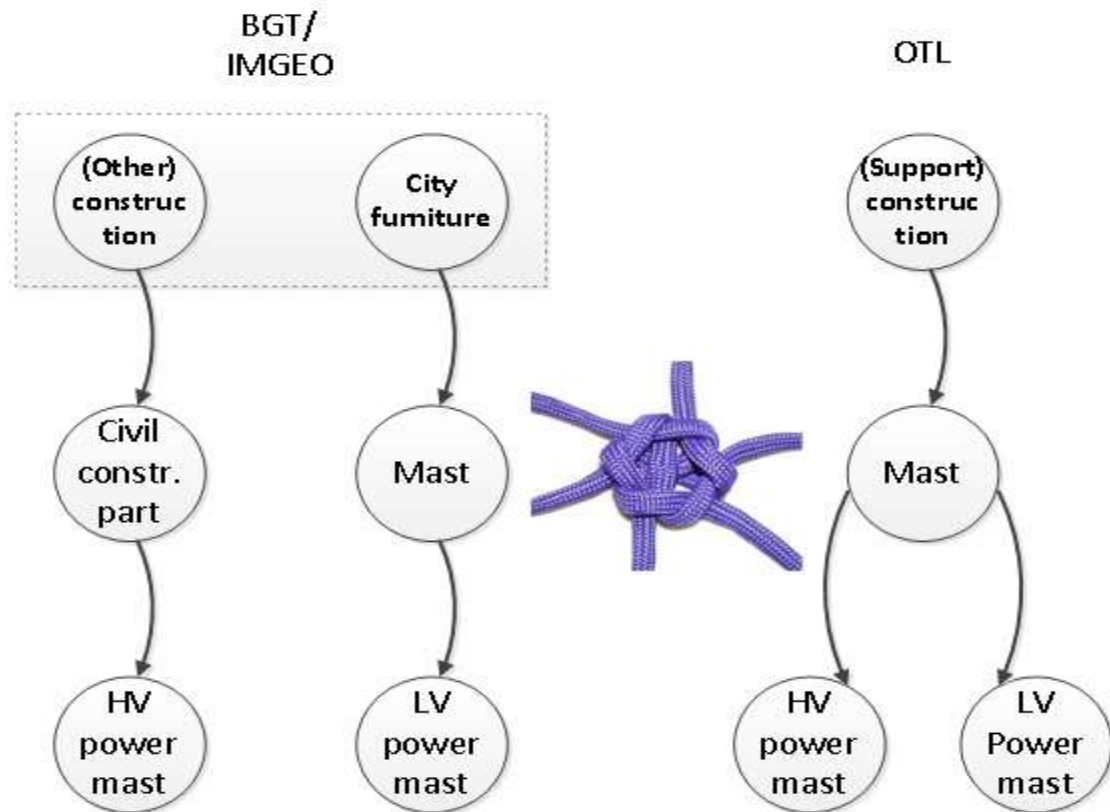 BGT/
IMGEO
OTL
(Other)
construc
tion
City
furniture
(Support)
construc
tion
Civil
constr.
part
Mast
Mast
HV
power
mast
LV
power
mast
HV
power
mast
LV
Power
mast